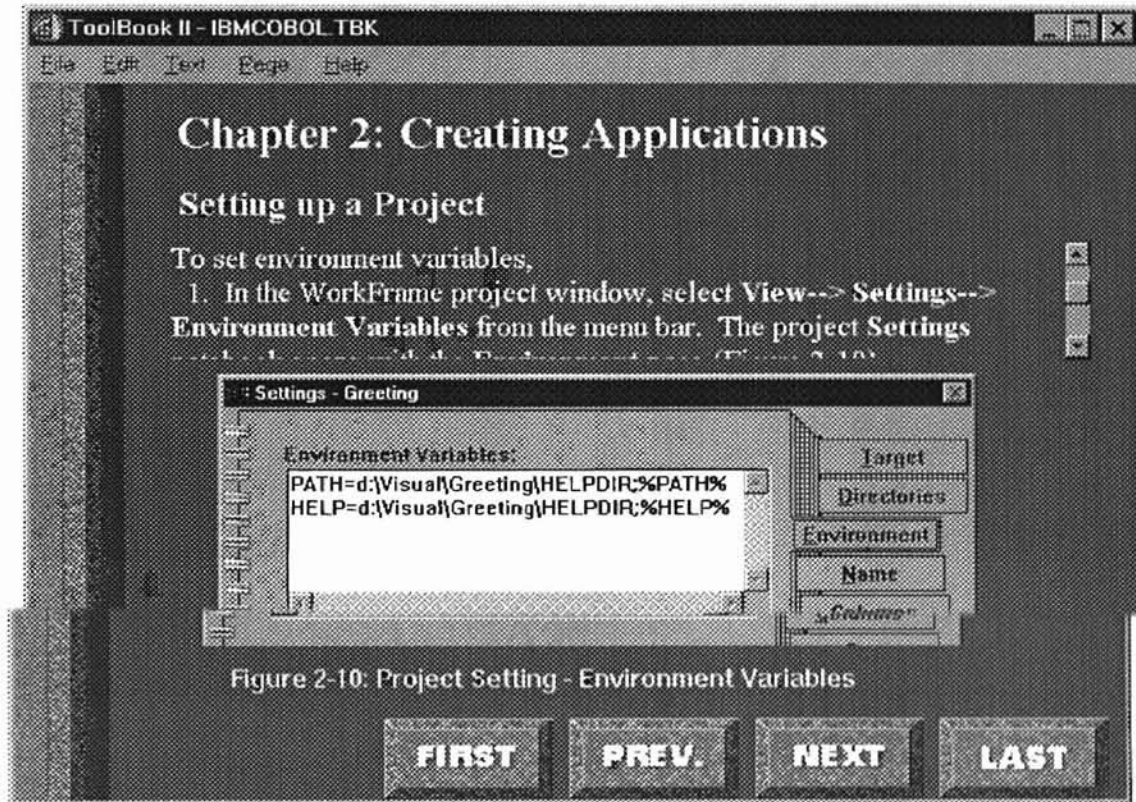 ToolBook II - IBMCOBOL.TBK
File Edit Text Page Help
Chapter 2: Creating Applications
Setting up a Project
To set environment variables,
1. In the WorkFrame project window, select View--> Settings-->
Environment Variables from the menu bar. The project Settings
Settings - Greeting
Environment Variables:
PATH=d:\Visual\Greeting\HELPDIR;%PATH%
HELP=d:\Visual\Greeting\HELPDIR;%HELP%
Target
Directories
Environment
Name
Figure 2-10: Project Setting - Environment Variables
FIRST PREV. NEXT LAST